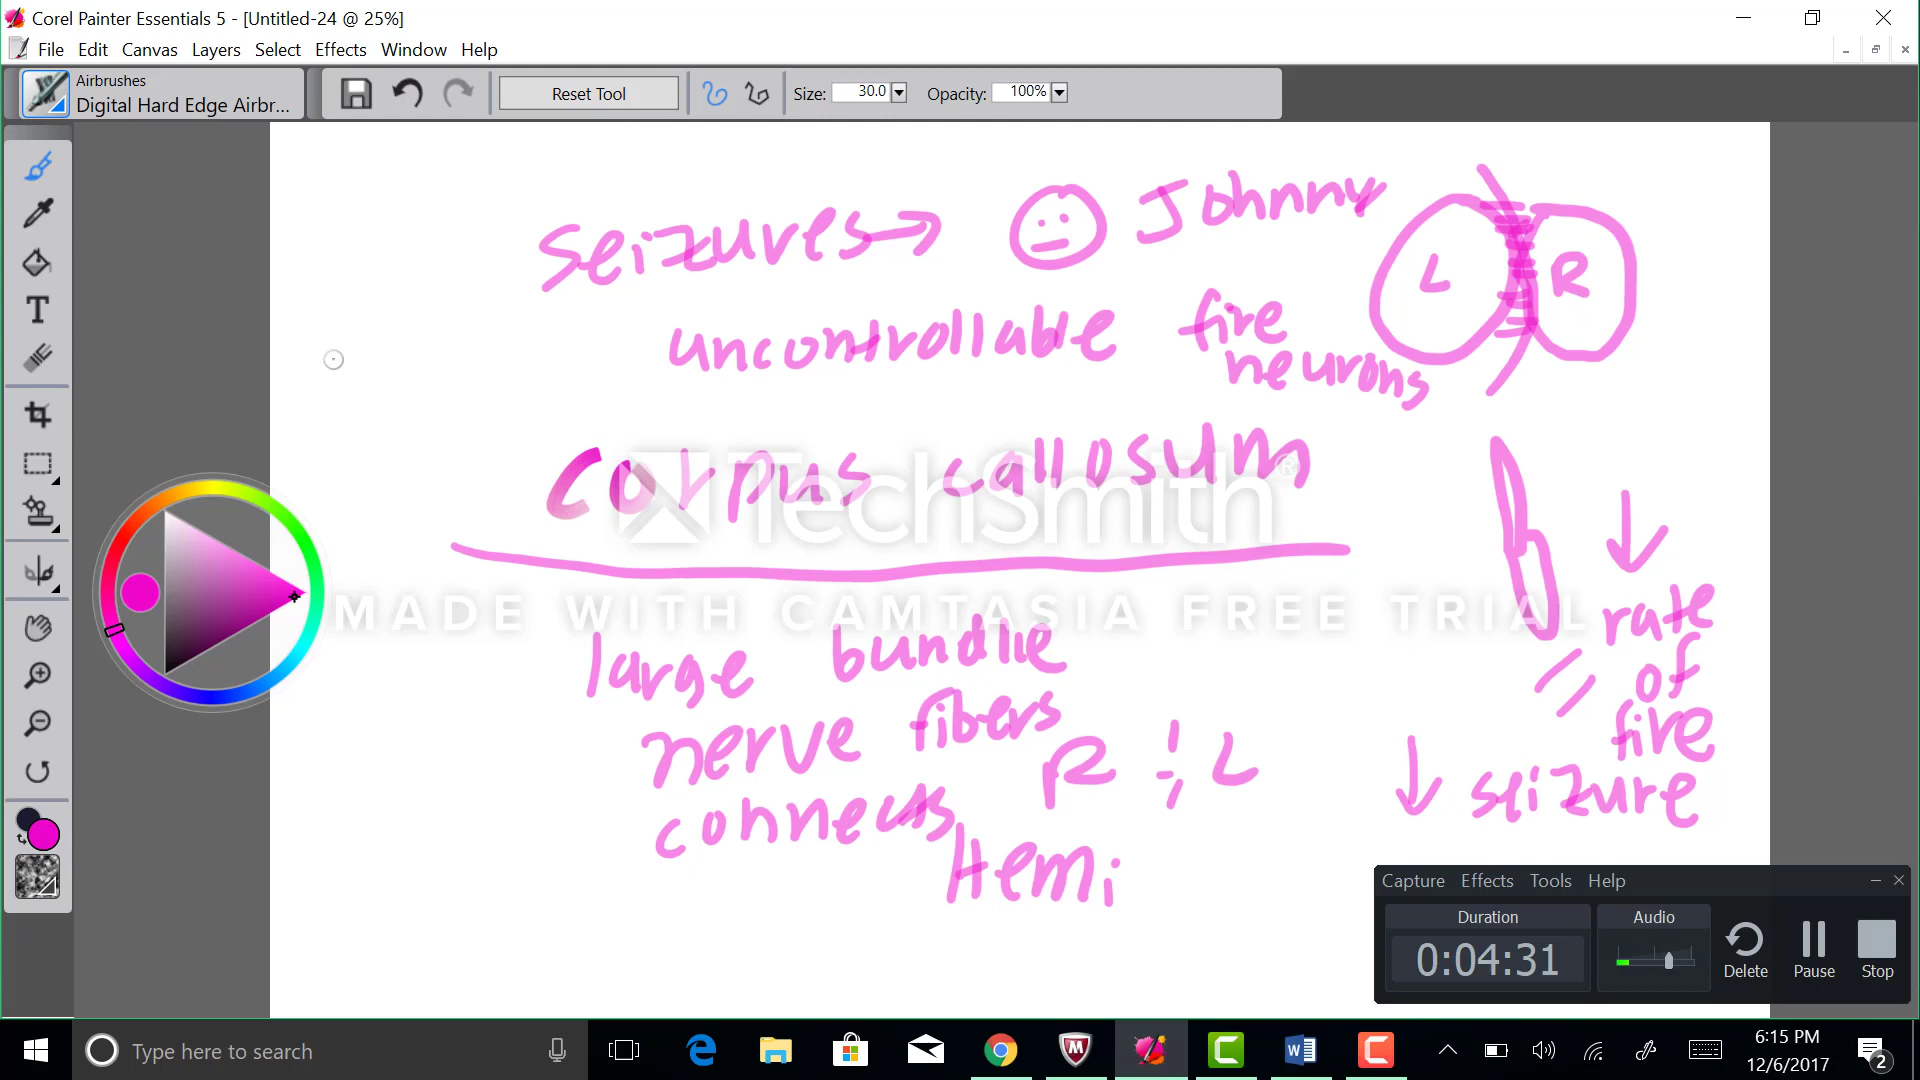 Corel Painter Essentials 5 - [Untitled-24 @ 25%]
File Edit Canvas Layers Select Effects Window Help
Airbrushes
Digital Hard Edge Airbr...
Reset Tool
Size: 30.0 Opacity: 100%
seizures → Johnny
L R
uncontrollable fire
neurons
corpus callosum
TechSmith®
MADE WITH CAMTASIA FREE TRIAL
large bundle
nerve fibers
connects R & L
Hemi
↓ rate
of
fire
= ↓ seizure
Capture Effects Tools Help
Duration Audio
0:04:31
Delete Pause Stop
Type here to search
6:15 PM
12/6/2017
2